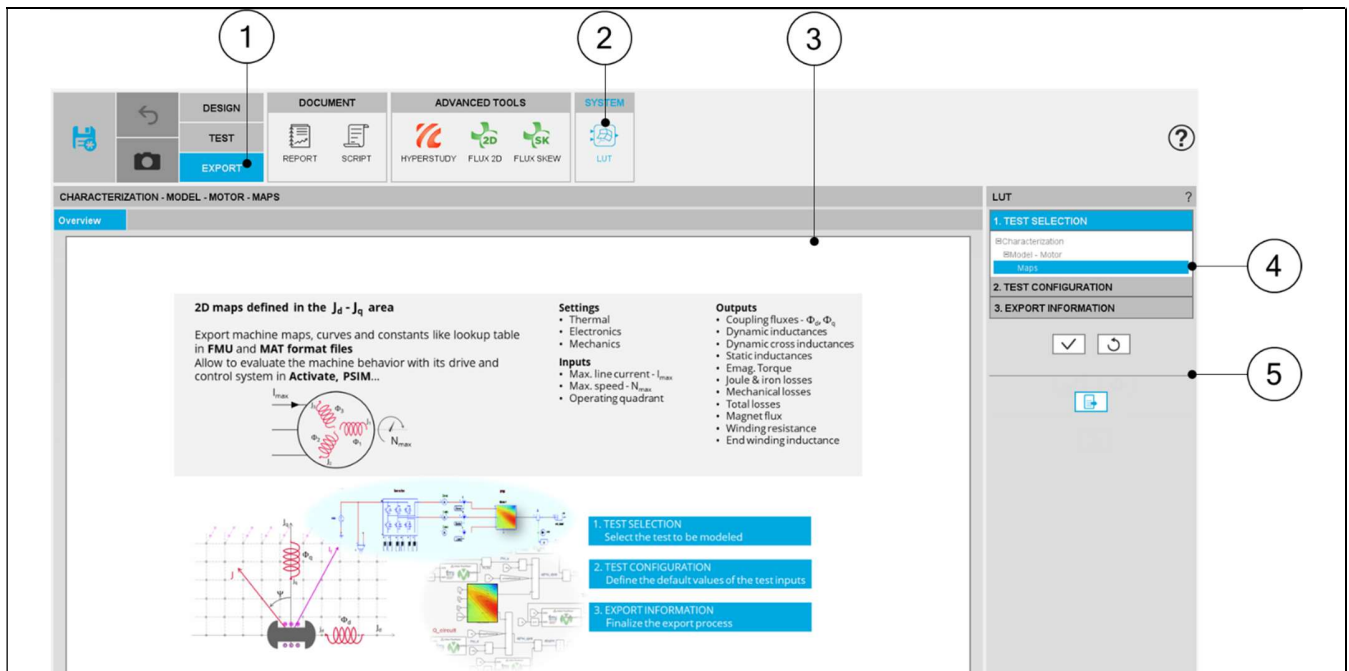 1
2
3
DESIGN
TEST
EXPORT
DOCUMENT
REPORT
SCRIPT
ADVANCED TOOLS
2D
SK
HYPERSTUDY
FLUX 2D
FLUX SKEW
SYSTEM
LUT
?
CHARACTERIZATION - MODEL - MOTOR - MAPS
Overview
LUT
?
1. TEST SELECTION
Characterization
Model - Motor
Maps
4
2. TEST CONFIGURATION
3. EXPORT INFORMATION
5
2D maps defined in the Jd - Jq area
Export machine maps, curves and constants like lookup table
in FMU and MAT format files
Allow to evaluate the machine behavior with its drive and
control system in Activate, PSIM...
Imax
Φ3
Φ2
Φ1
Nmax
Settings
• Thermal
• Electronics
• Mechanics
Inputs
• Max. line current - Imax
• Max. speed - Nmax
• Operating quadrant
Outputs
• Coupling fluxes - Φd, Φq
• Dynamic inductances
• Dynamic cross inductances
• Static inductances
• Emag. Torque
• Joule & iron losses
• Mechanical losses
• Total losses
• Magnet flux
• Winding resistance
• End winding inductance
Φq
J
Ψ
Φd
1. TEST SELECTION
Select the test to be modeled
2. TEST CONFIGURATION
Define the default values of the test inputs
3. EXPORT INFORMATION
Finalize the export process